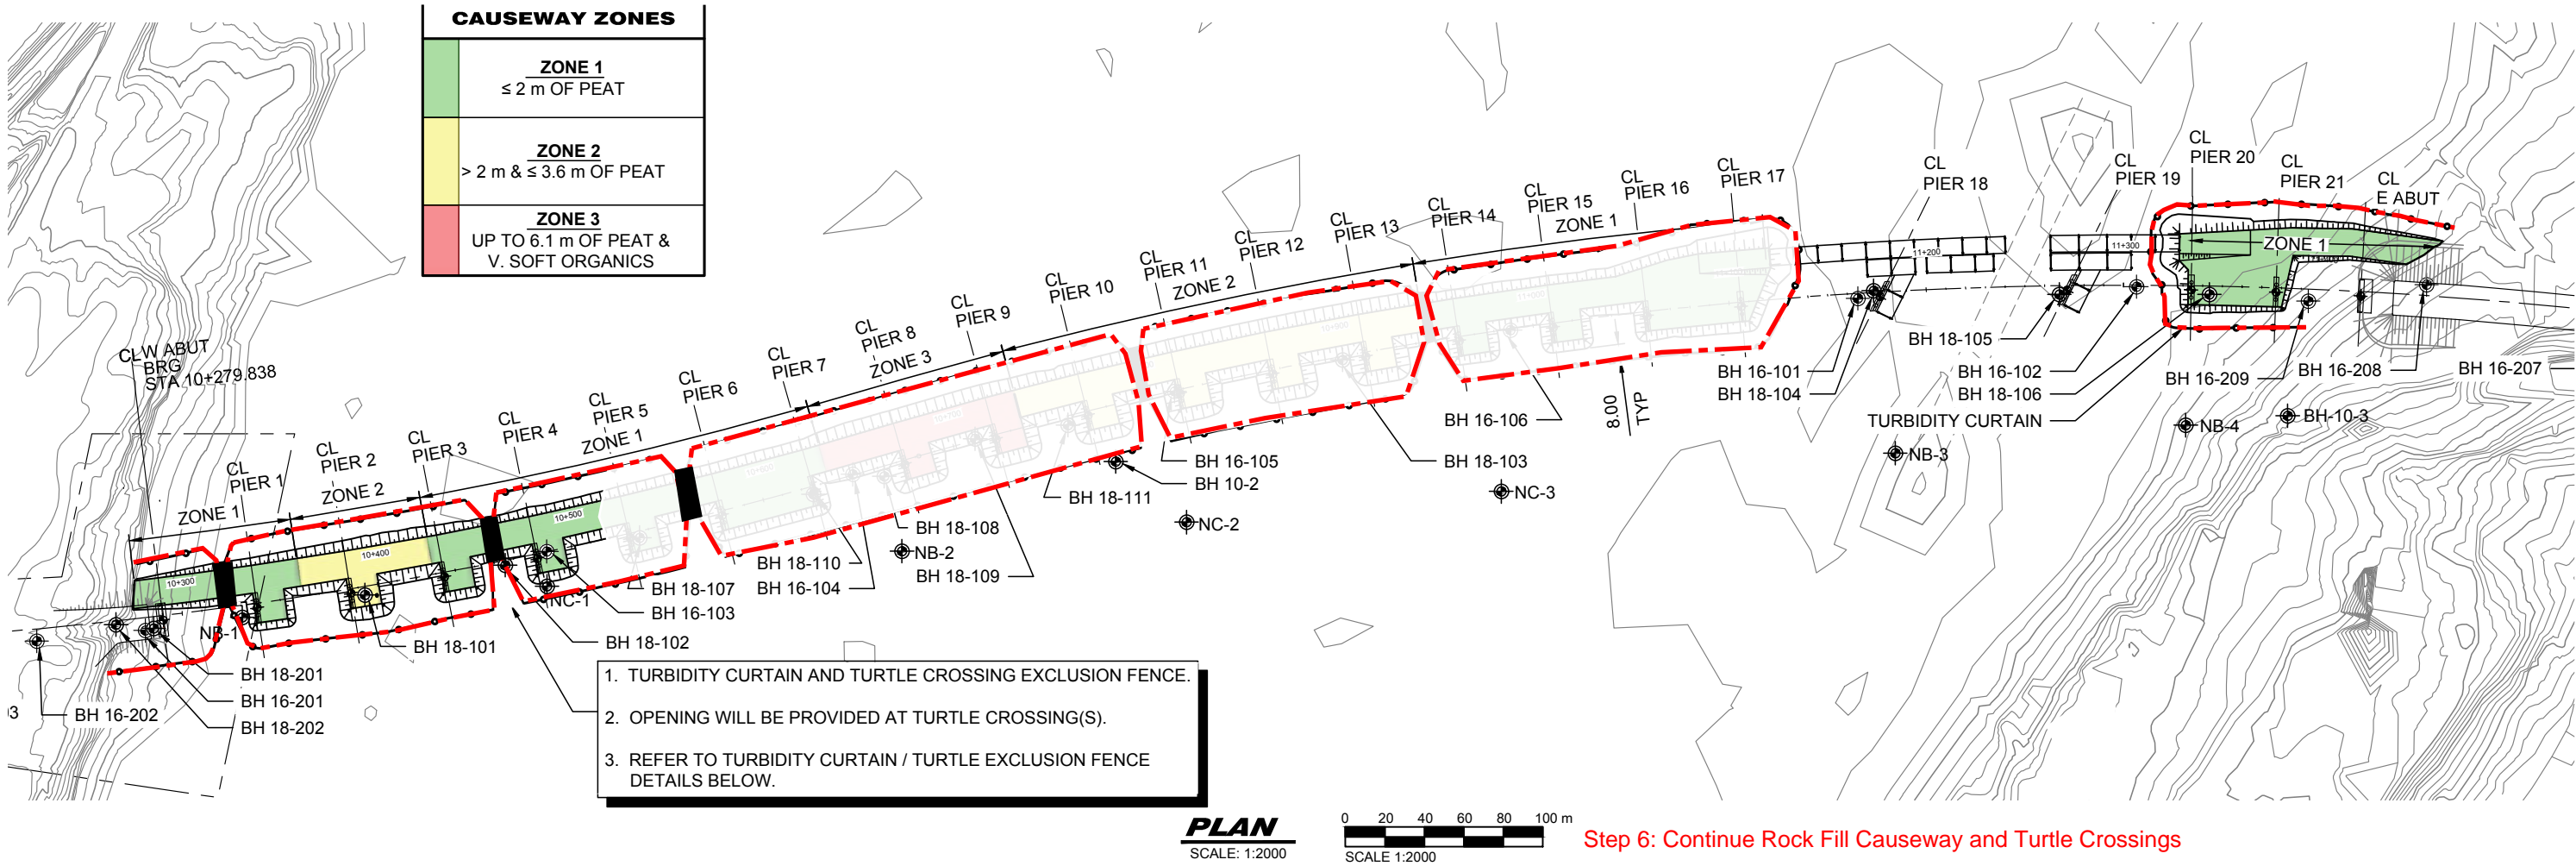 CAUSEWAY ZONES
ZONE 1
≤ 2 m OF PEAT
ZONE 2
> 2 m & ≤ 3.6 m OF PEAT
ZONE 3
UP TO 6.1 m OF PEAT &
V. SOFT ORGANICS
CL W ABUT
BRG
STA 10+279.838
ZONE 1
CL
PIER 1
CL
PIER 2
ZONE 2
CL
PIER 3
CL
PIER 4
CL
PIER 5
ZONE 1
CL
PIER 6
CL
PIER 7
CL
PIER 8
ZONE 3
CL
PIER 9
CL
PIER 10
CL
PIER 11
ZONE 2
CL
PIER 12
CL
PIER 13
CL
PIER 14
CL
PIER 15
ZONE 1
CL
PIER 16
CL
PIER 17
CL
PIER 18
CL
PIER 19
CL
PIER 20
CL
PIER 21
CL
E ABUT
ZONE 1
10+300
10+400
10+500
10+600
10+700
10+900
11+200
11+300
NB-1
BH 16-202
BH 18-201
BH 16-201
BH 18-202
BH 18-101
NC-1
BH 18-107
BH 16-103
BH 18-102
BH 18-110
BH 16-104
BH 18-108
NB-2
BH 18-109
BH 18-111
BH 16-105
BH 10-2
NC-2
BH 16-106
BH 18-103
NC-3
8.00
TYP
BH 16-101
BH 18-104
BH 18-105
BH 16-102
BH 18-106
TURBIDITY CURTAIN
NB-3
BH 16-209
BH 16-208
BH 16-207
NB-4
BH-10-3
1. TURBIDITY CURTAIN AND TURTLE CROSSING EXCLUSION FENCE.
2. OPENING WILL BE PROVIDED AT TURTLE CROSSING(S).
3. REFER TO TURBIDITY CURTAIN / TURTLE EXCLUSION FENCE
DETAILS BELOW.
PLAN
SCALE: 1:2000
0 20 40 60 80 100 m
SCALE 1:2000
Step 6: Continue Rock Fill Causeway and Turtle Crossings